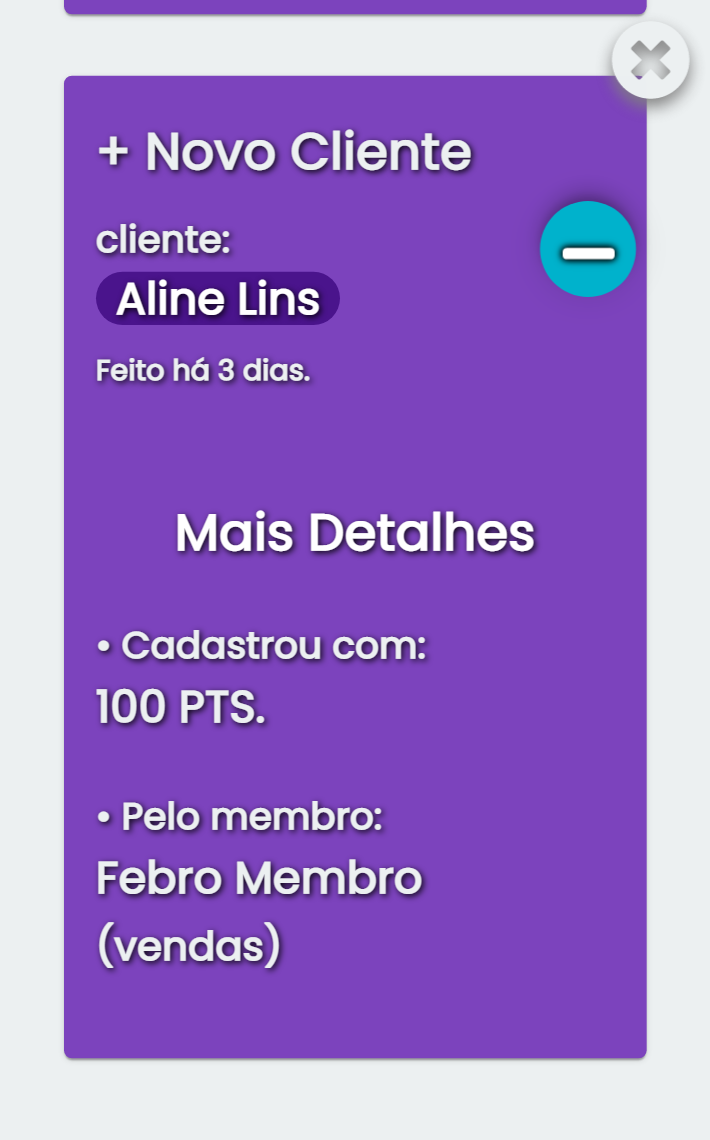 + Novo Cliente
cliente:
Aline Lins
Feito há 3 dias.
Mais Detalhes
• Cadastrou com:
100 PTS.
• Pelo membro:
Febro Membro
(vendas)